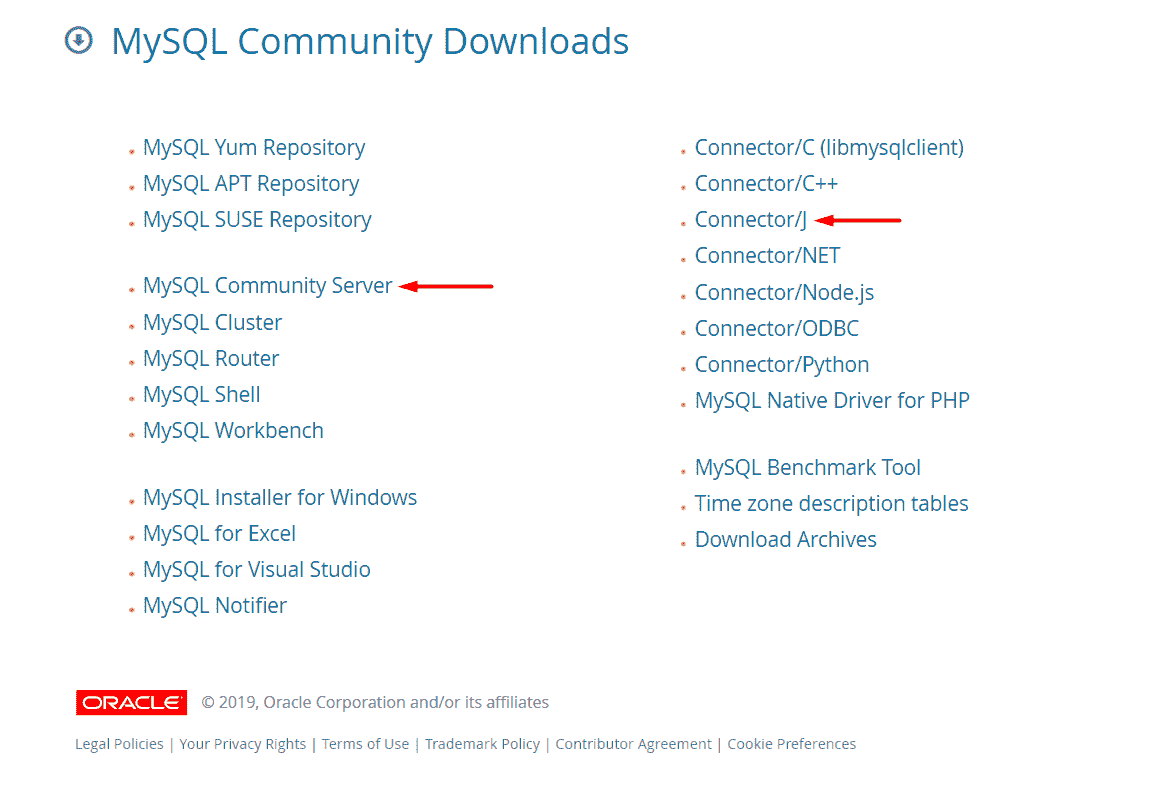 MySQL Community Downloads
MySQL Yum Repository
MySQL APT Repository
MySQL SUSE Repository
MySQL Community Server
MySQL Cluster
MySQL Router
MySQL Shell
MySQL Workbench
MySQL Installer for Windows
MySQL for Excel
MySQL for Visual Studio
MySQL Notifier
Connector/C (libmysqlclient)
Connector/C++
Connector/J
Connector/NET
Connector/Node.js
Connector/ODBC
Connector/Python
MySQL Native Driver for PHP
MySQL Benchmark Tool
Time zone description tables
Download Archives
ORACLE © 2019, Oracle Corporation and/or its affiliates
Legal Policies | Your Privacy Rights | Terms of Use | Trademark Policy | Contributor Agreement | Cookie Preferences